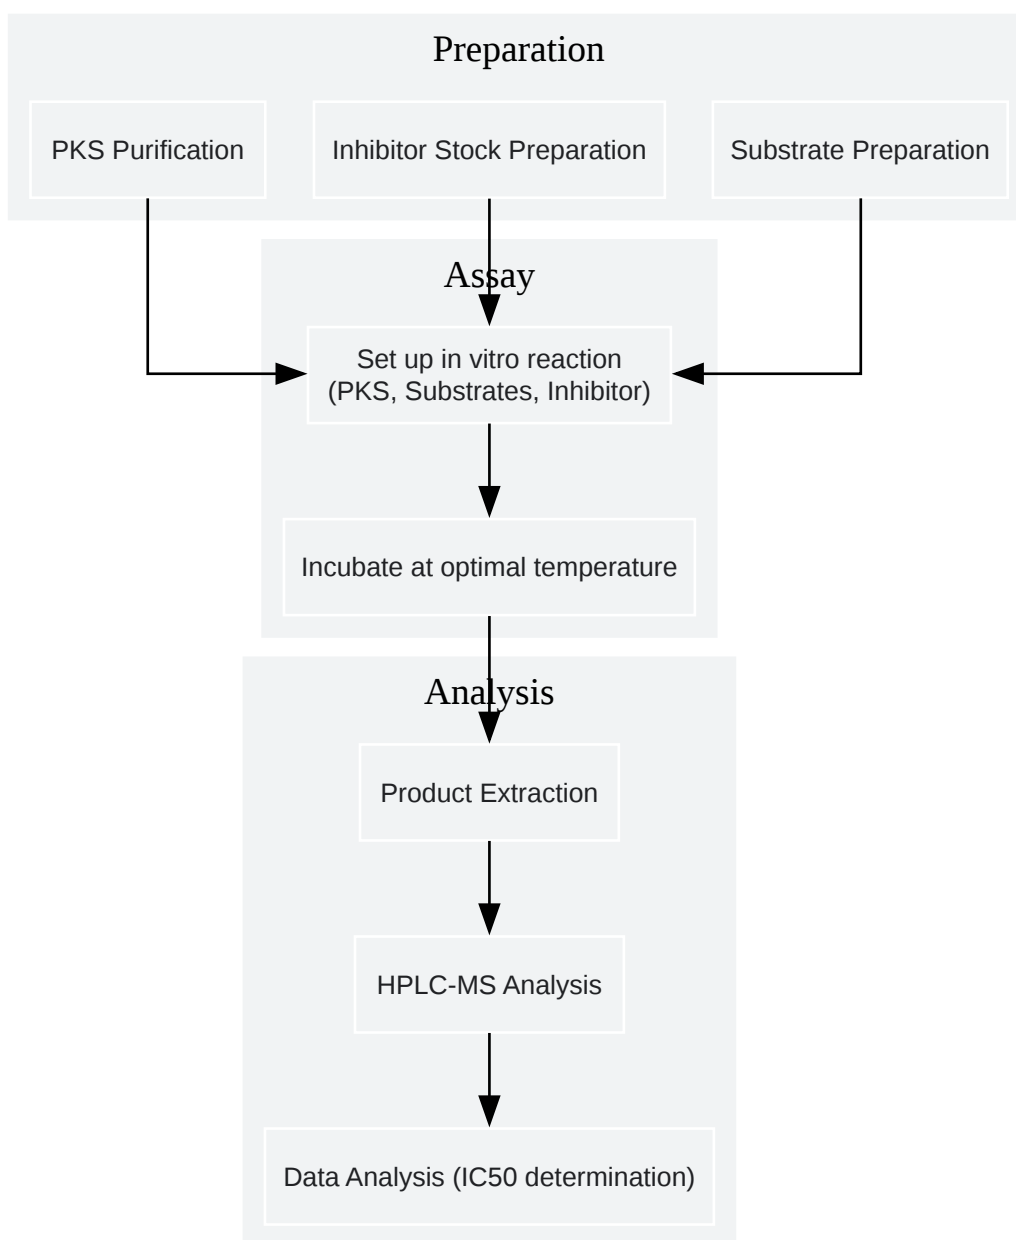 Preparation
PKS Purification
Inhibitor Stock Preparation
Substrate Preparation
Assay
Set up in vitro reaction
(PKS, Substrates, Inhibitor)
Incubate at optimal temperature
Analysis
Product Extraction
HPLC-MS Analysis
Data Analysis (IC50 determination)